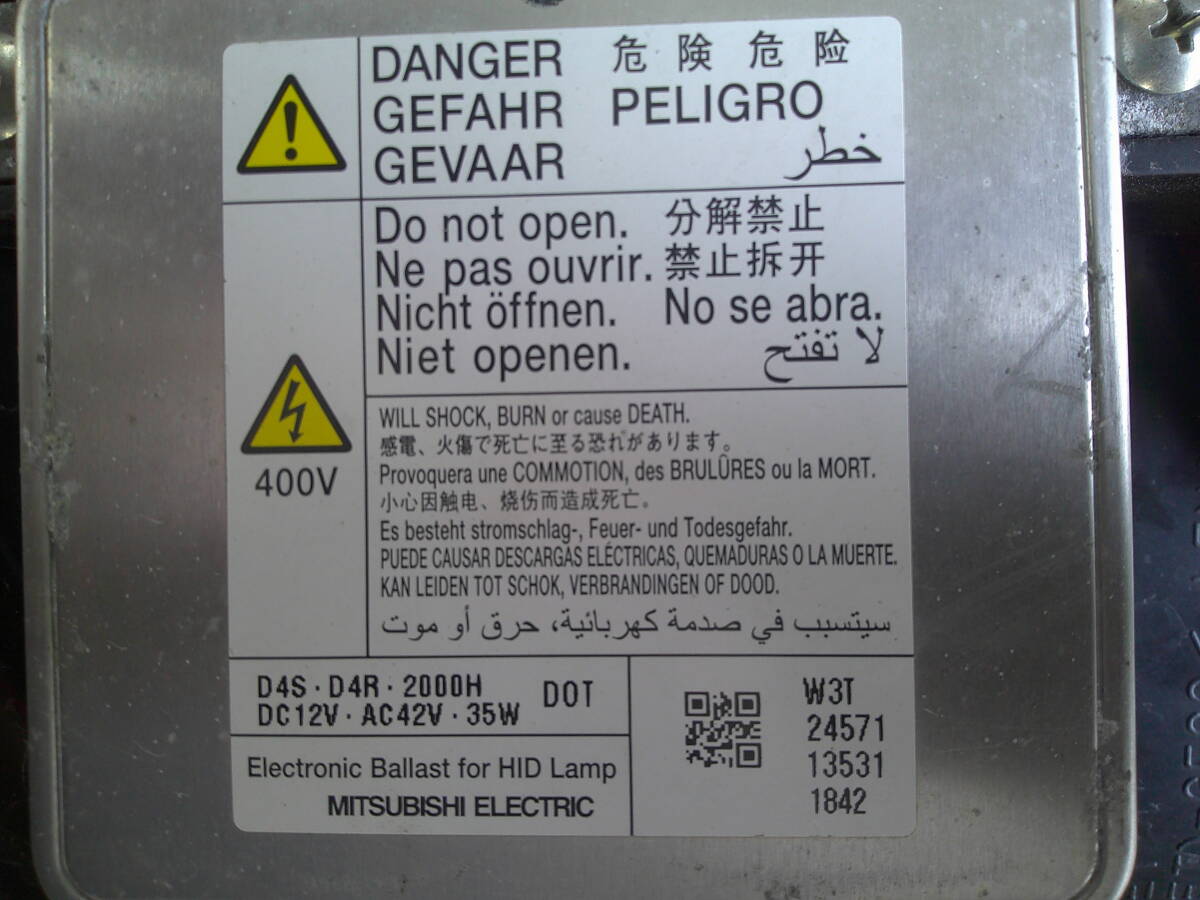 DANGER 危険 危险
GEFAHR PELIGRO
GEVAAR خطر
Do not open. 分解禁止
Ne pas ouvrir. 禁止拆开
Nicht öffnen. No se abra.
Niet openen. لا تفتح
400V
WILL SHOCK, BURN or cause DEATH.
感電、火傷で死亡に至る恐れがあります。
Provoquera une COMMOTION, des BRULÛRES ou la MORT.
小心因触电、烧伤而造成死亡。
Es besteht stromschlag-, Feuer- und Todesgefahr.
PUEDE CAUSAR DESCARGAS ELÉCTRICAS, QUEMADURAS O LA MUERTE.
KAN LEIDEN TOT SCHOK, VERBRANDINGEN OF DOOD.
سيتسبب في صدمة كهربائية، حرق أو موت
D4S · D4R · 2000H DOT
DC12V · AC42V · 35W
Electronic Ballast for HID Lamp
MITSUBISHI ELECTRIC
W3T
24571
13531
1842